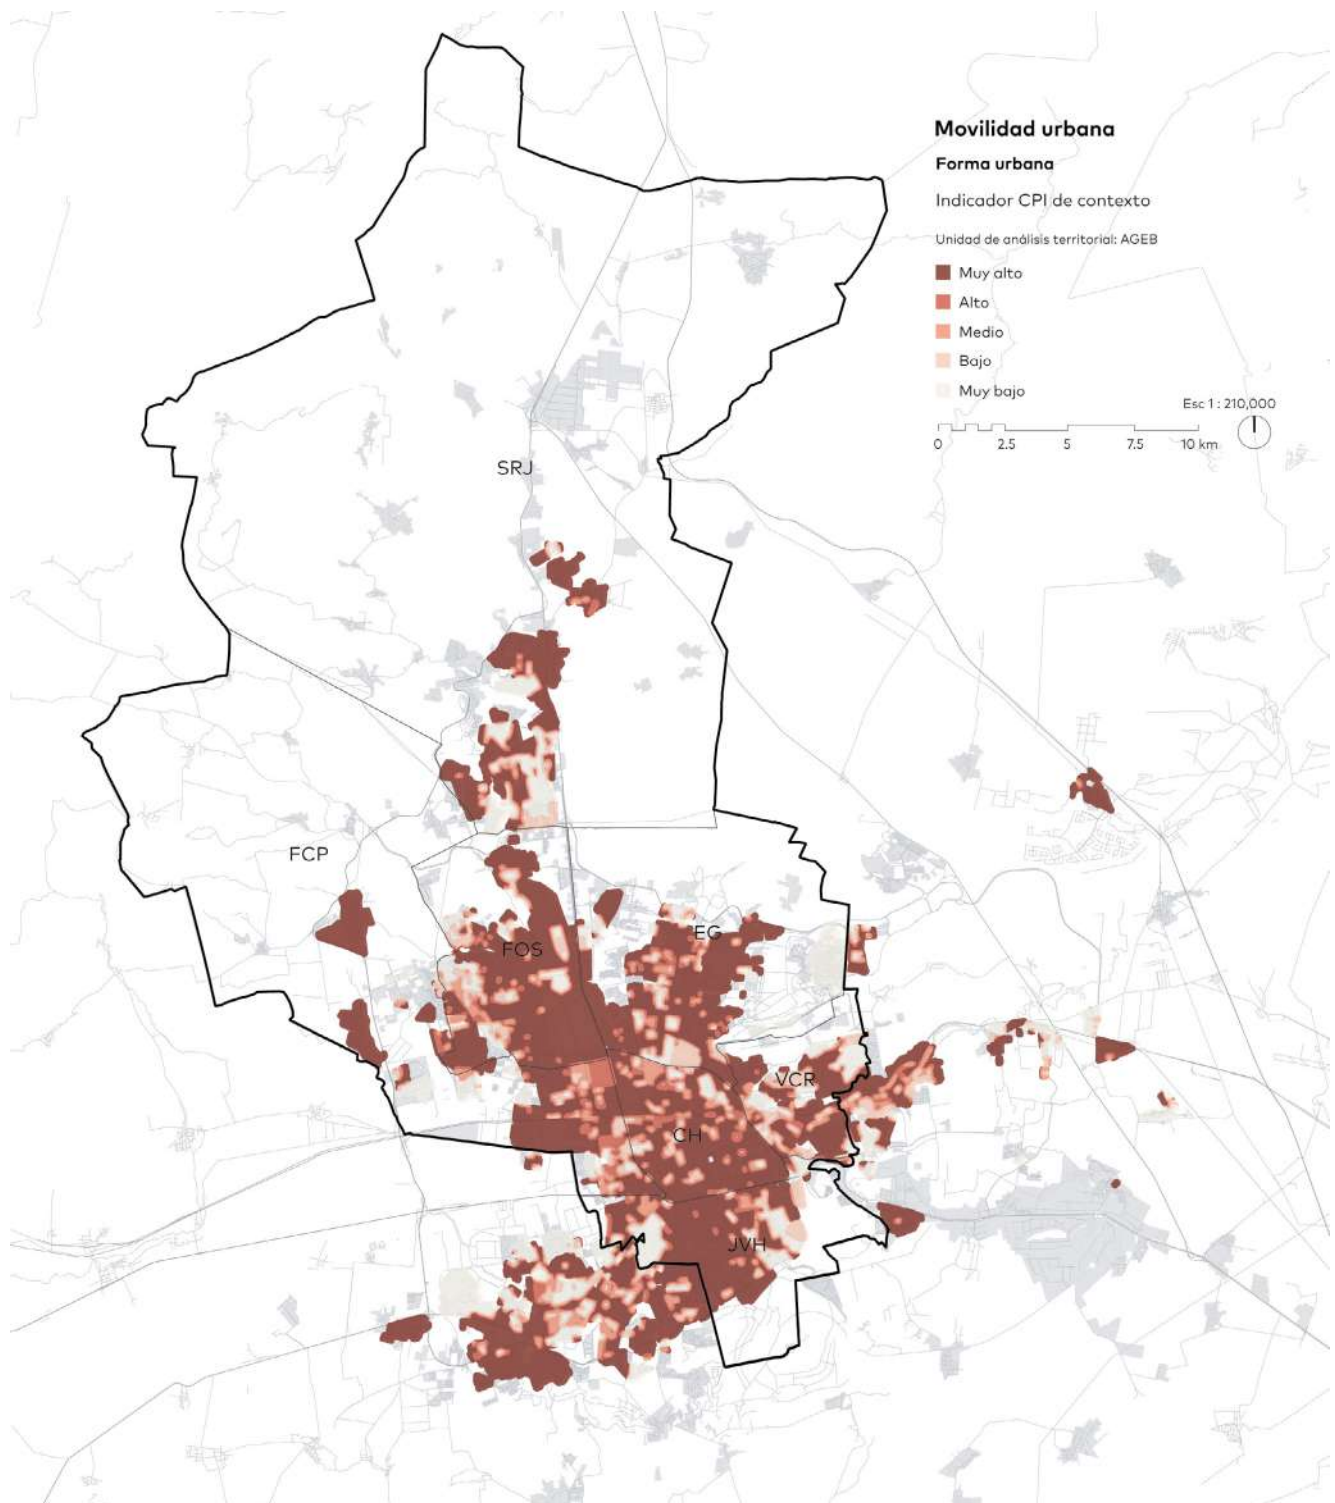 Movilidad urbana
Forma urbana
Indicador CPI de contexto
Unidad de análisis territorial: AGEB
Muy alto
Alto
Medio
Bajo
Muy bajo
Esc 1 : 210,000
0 2.5 5 7.5 10 km
SRJ
FCP
FOS
EG
VCR
CH
JVH